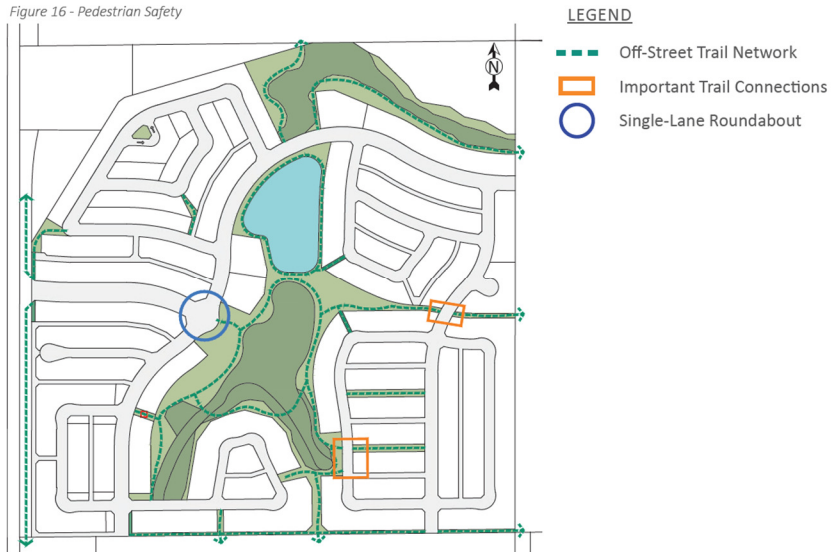 Figure 16 - Pedestrian Safety
LEGEND
N
Off-Street Trail Network
Important Trail Connections
Single-Lane Roundabout